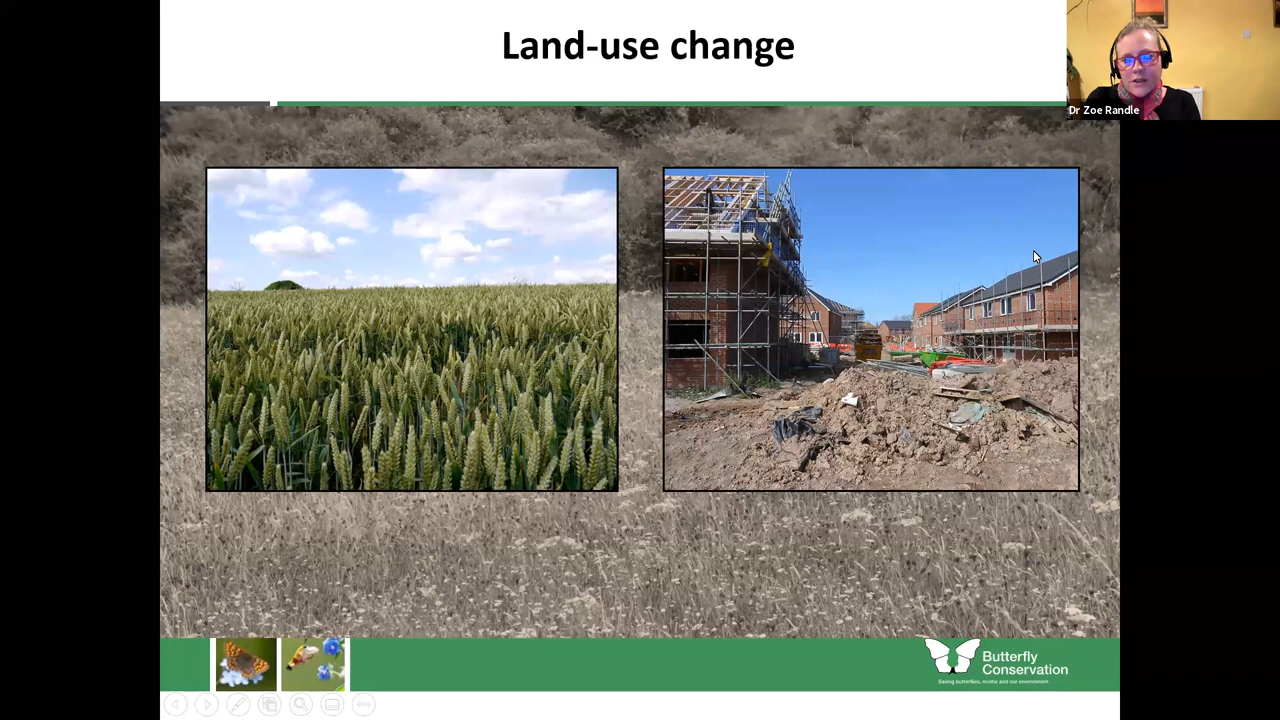 Land-use change
Dr Zoe Randle
Butterfly
Conservation
Saving butterflies, moths and our environment